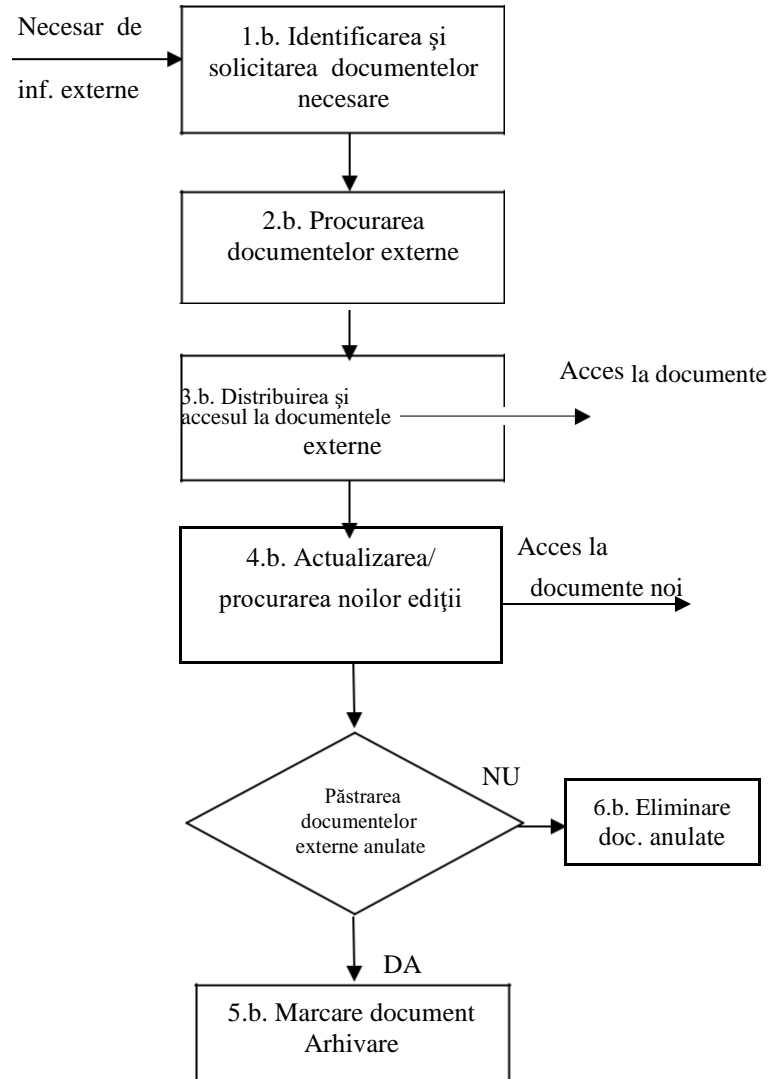 Necesar de
inf. externe
1.b. Identificarea şi
solicitarea documentelor
necesare
2.b. Procurarea
documentelor externe
3.b. Distribuirea şi
accesul la documentele
externe
Acces la documente
4.b. Actualizarea/
procurarea noilor ediţii
Acces la
documente noi
Păstrarea
documentelor
externe anulate
NU
6.b. Eliminare
doc. anulate
DA
5.b. Marcare document
Arhivare